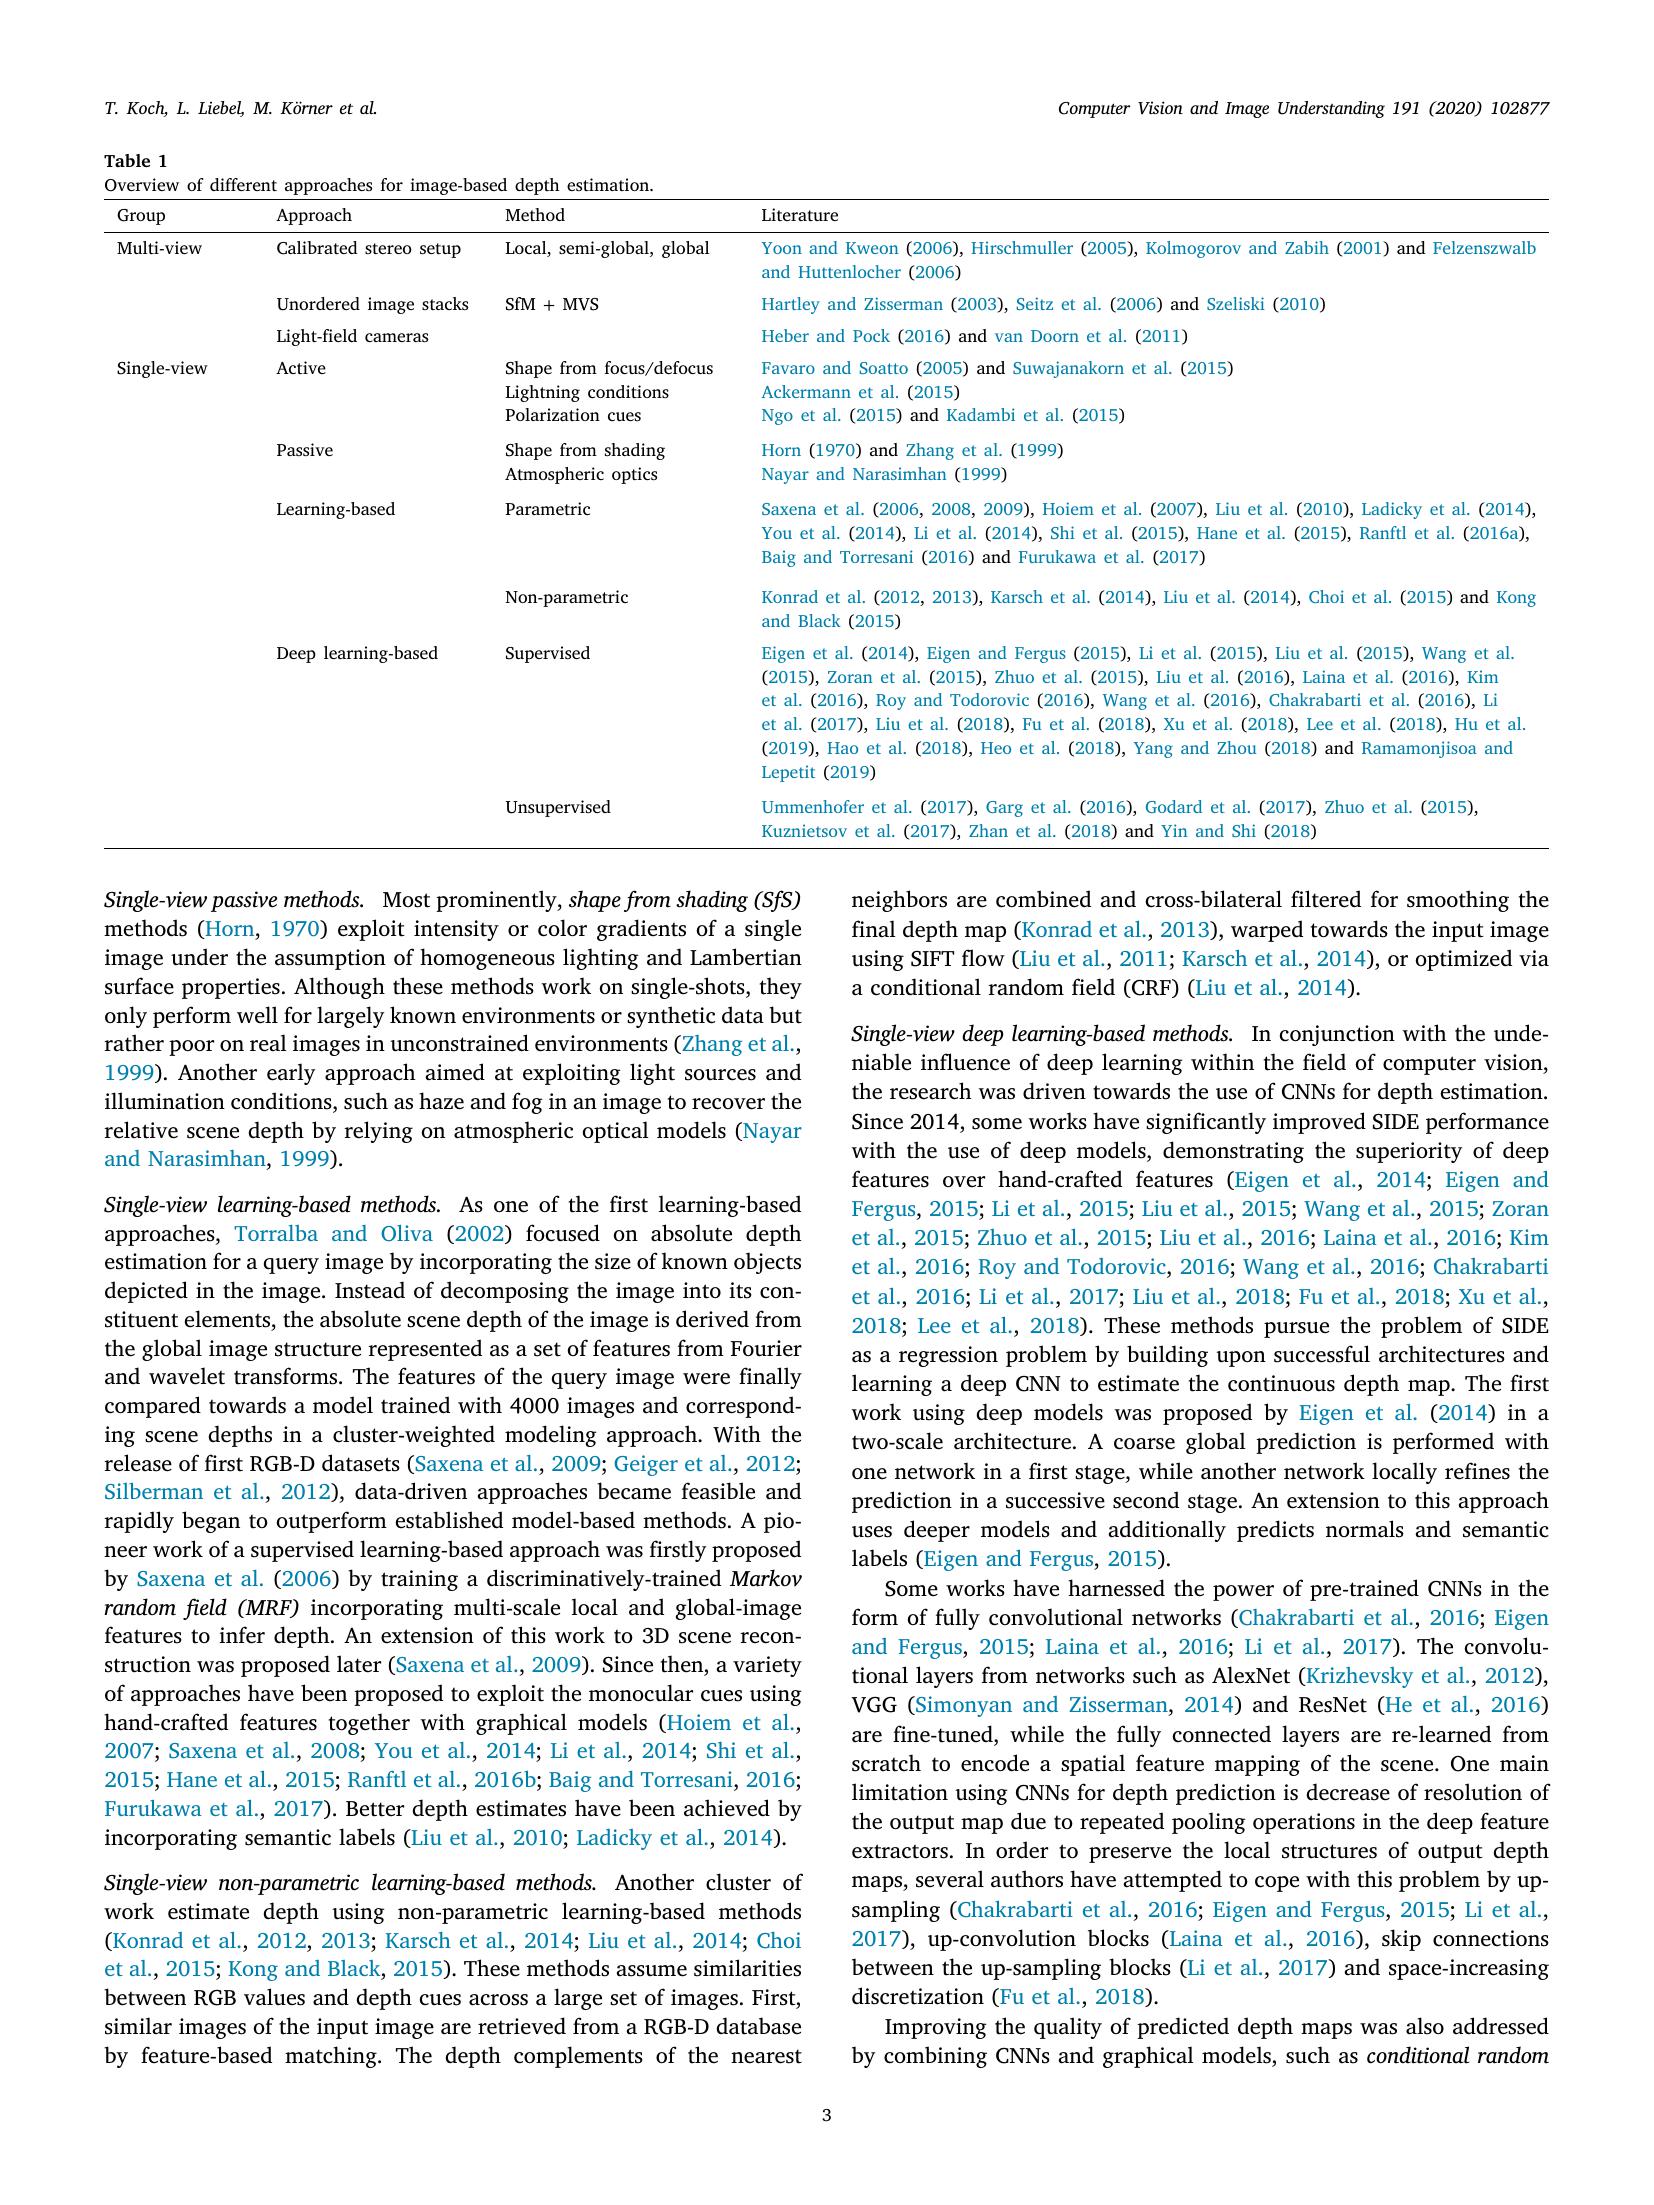 T. Koch, L. Liebel, M. Körner et al.
Computer Vision and Image Understanding 191 (2020) 102877
Table 1
Overview of different approaches for image-based depth estimation.
Group Approach Method Literature
Multi-view Calibrated stereo setup Local, semi-global, global Yoon and Kweon (2006), Hirschmuller (2005), Kolmogorov and Zabih (2001) and Felzenszwalb
and Huttenlocher (2006)
Unordered image stacks SfM + MVS Hartley and Zisserman (2003), Seitz et al. (2006) and Szeliski (2010)
Light-field cameras Heber and Pock (2016) and van Doorn et al. (2011)
Single-view Active Shape from focus/defocus Favaro and Soatto (2005) and Suwajanakorn et al. (2015)
Lightning conditions Ackermann et al. (2015)
Polarization cues Ngo et al. (2015) and Kadambi et al. (2015)
Passive Shape from shading Horn (1970) and Zhang et al. (1999)
Atmospheric optics Nayar and Narasimhan (1999)
Learning-based Parametric Saxena et al. (2006, 2008, 2009), Hoiem et al. (2007), Liu et al. (2010), Ladicky et al. (2014),
You et al. (2014), Li et al. (2014), Shi et al. (2015), Hane et al. (2015), Ranftl et al. (2016a),
Baig and Torresani (2016) and Furukawa et al. (2017)
Non-parametric Konrad et al. (2012, 2013), Karsch et al. (2014), Liu et al. (2014), Choi et al. (2015) and Kong
and Black (2015)
Deep learning-based Supervised Eigen et al. (2014), Eigen and Fergus (2015), Li et al. (2015), Liu et al. (2015), Wang et al.
(2015), Zoran et al. (2015), Zhuo et al. (2015), Liu et al. (2016), Laina et al. (2016), Kim
et al. (2016), Roy and Todorovic (2016), Wang et al. (2016), Chakrabarti et al. (2016), Li
et al. (2017), Liu et al. (2018), Fu et al. (2018), Xu et al. (2018), Lee et al. (2018), Hu et al.
(2019), Hao et al. (2018), Heo et al. (2018), Yang and Zhou (2018) and Ramamonjisoa and
Lepetit (2019)
Unsupervised Ummenhofer et al. (2017), Garg et al. (2016), Godard et al. (2017), Zhuo et al. (2015),
Kuznietsov et al. (2017), Zhan et al. (2018) and Yin and Shi (2018)
Single-view passive methods. Most prominently, shape from shading (SfS)
methods (Horn, 1970) exploit intensity or color gradients of a single
image under the assumption of homogeneous lighting and Lambertian
surface properties. Although these methods work on single-shots, they
only perform well for largely known environments or synthetic data but
rather poor on real images in unconstrained environments (Zhang et al.,
1999). Another early approach aimed at exploiting light sources and
illumination conditions, such as haze and fog in an image to recover the
relative scene depth by relying on atmospheric optical models (Nayar
and Narasimhan, 1999).
Single-view learning-based methods. As one of the first learning-based
approaches, Torralba and Oliva (2002) focused on absolute depth
estimation for a query image by incorporating the size of known objects
depicted in the image. Instead of decomposing the image into its con-
stituent elements, the absolute scene depth of the image is derived from
the global image structure represented as a set of features from Fourier
and wavelet transforms. The features of the query image were finally
compared towards a model trained with 4000 images and correspond-
ing scene depths in a cluster-weighted modeling approach. With the
release of first RGB-D datasets (Saxena et al., 2009; Geiger et al., 2012;
Silberman et al., 2012), data-driven approaches became feasible and
rapidly began to outperform established model-based methods. A pio-
neer work of a supervised learning-based approach was firstly proposed
by Saxena et al. (2006) by training a discriminatively-trained Markov
random field (MRF) incorporating multi-scale local and global-image
features to infer depth. An extension of this work to 3D scene recon-
struction was proposed later (Saxena et al., 2009). Since then, a variety
of approaches have been proposed to exploit the monocular cues using
hand-crafted features together with graphical models (Hoiem et al.,
2007; Saxena et al., 2008; You et al., 2014; Li et al., 2014; Shi et al.,
2015; Hane et al., 2015; Ranftl et al., 2016b; Baig and Torresani, 2016;
Furukawa et al., 2017). Better depth estimates have been achieved by
incorporating semantic labels (Liu et al., 2010; Ladicky et al., 2014).
Single-view non-parametric learning-based methods. Another cluster of
work estimate depth using non-parametric learning-based methods
(Konrad et al., 2012, 2013; Karsch et al., 2014; Liu et al., 2014; Choi
et al., 2015; Kong and Black, 2015). These methods assume similarities
between RGB values and depth cues across a large set of images. First,
similar images of the input image are retrieved from a RGB-D database
by feature-based matching. The depth complements of the nearest
neighbors are combined and cross-bilateral filtered for smoothing the
final depth map (Konrad et al., 2013), warped towards the input image
using SIFT flow (Liu et al., 2011; Karsch et al., 2014), or optimized via
a conditional random field (CRF) (Liu et al., 2014).
Single-view deep learning-based methods. In conjunction with the unde-
niable influence of deep learning within the field of computer vision,
the research was driven towards the use of CNNs for depth estimation.
Since 2014, some works have significantly improved SIDE performance
with the use of deep models, demonstrating the superiority of deep
features over hand-crafted features (Eigen et al., 2014; Eigen and
Fergus, 2015; Li et al., 2015; Liu et al., 2015; Wang et al., 2015; Zoran
et al., 2015; Zhuo et al., 2015; Liu et al., 2016; Laina et al., 2016; Kim
et al., 2016; Roy and Todorovic, 2016; Wang et al., 2016; Chakrabarti
et al., 2016; Li et al., 2017; Liu et al., 2018; Fu et al., 2018; Xu et al.,
2018; Lee et al., 2018). These methods pursue the problem of SIDE
as a regression problem by building upon successful architectures and
learning a deep CNN to estimate the continuous depth map. The first
work using deep models was proposed by Eigen et al. (2014) in a
two-scale architecture. A coarse global prediction is performed with
one network in a first stage, while another network locally refines the
prediction in a successive second stage. An extension to this approach
uses deeper models and additionally predicts normals and semantic
labels (Eigen and Fergus, 2015).
Some works have harnessed the power of pre-trained CNNs in the
form of fully convolutional networks (Chakrabarti et al., 2016; Eigen
and Fergus, 2015; Laina et al., 2016; Li et al., 2017). The convolu-
tional layers from networks such as AlexNet (Krizhevsky et al., 2012),
VGG (Simonyan and Zisserman, 2014) and ResNet (He et al., 2016)
are fine-tuned, while the fully connected layers are re-learned from
scratch to encode a spatial feature mapping of the scene. One main
limitation using CNNs for depth prediction is decrease of resolution of
the output map due to repeated pooling operations in the deep feature
extractors. In order to preserve the local structures of output depth
maps, several authors have attempted to cope with this problem by up-
sampling (Chakrabarti et al., 2016; Eigen and Fergus, 2015; Li et al.,
2017), up-convolution blocks (Laina et al., 2016), skip connections
between the up-sampling blocks (Li et al., 2017) and space-increasing
discretization (Fu et al., 2018).
Improving the quality of predicted depth maps was also addressed
by combining CNNs and graphical models, such as conditional random
3